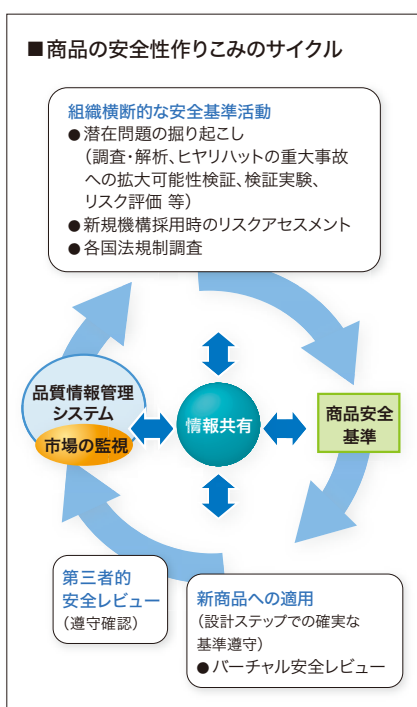 ■商品の安全性作りこみのサイクル
組織横断的な安全基準活動
●潜在問題の掘り起こし
（調査・解析、ヒヤリハットの重大事故
への拡大可能性検証、検証実験、
リスク評価 等）
●新規機構採用時のリスクアセスメント
●各国法規制調査
品質情報管理
システム
市場の監視
情報共有
商品安全
基準
第三者的
安全レビュー
（遵守確認）
新商品への適用
（設計ステップでの確実な
基準遵守）
●バーチャル安全レビュー